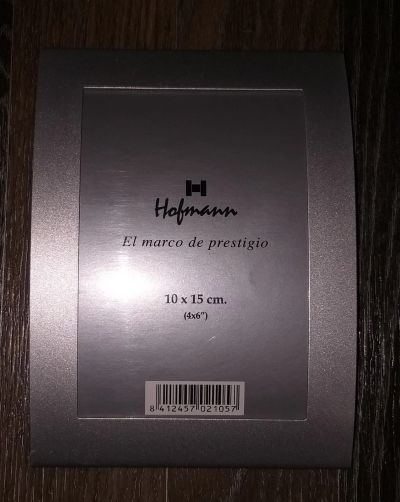 H
Hofmann
El marco de prestigio
10 x 15 cm.
(4x6")
8 412457 021057